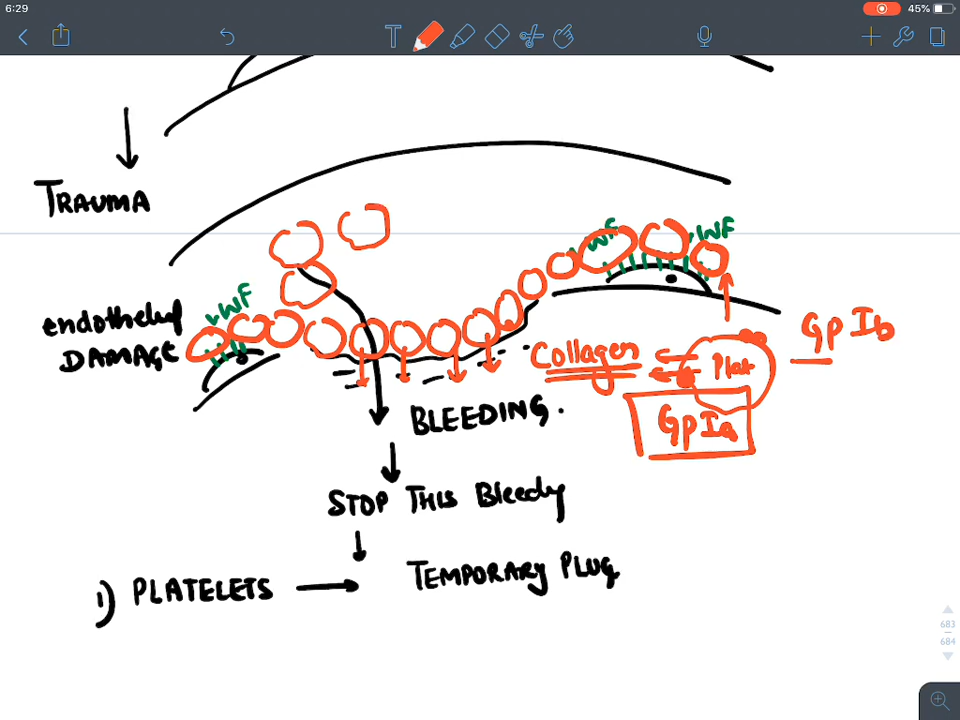 6:29
45%
T
TRAUMA
vWF
vWF
vWF
DAMAGE
Collagen
Plat
Gp Ib
Gp Ia
BLEEDING.
STOP THIS Bleedy
1) PLATELETS
TEMPORARY PLUG
683
684